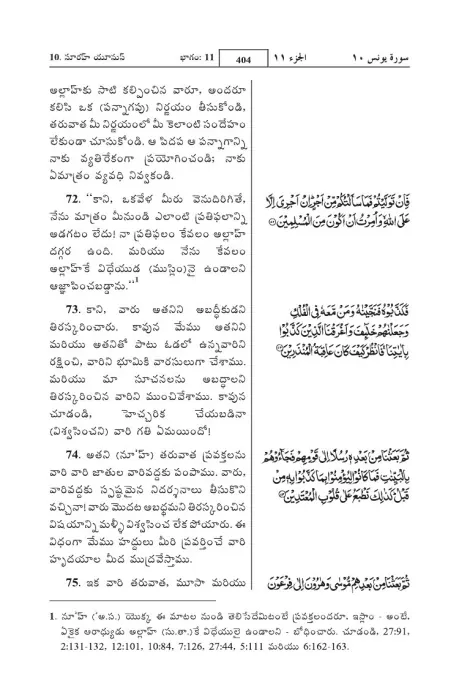 10. సూరహ్ యూనుస్ భాగం: 11 404 الجزء ١١ سورة يونس ١٠
అల్లాహ్‌కు సాటి కల్పించిన వారూ, అందరూ
కలిసి ఒక (పన్నాగపు) నిర్ణయం తీసుకోండి,
తరువాత మీ నిర్ణయంలో మీ కెలాంటి సందేహం
లేకుండా చూసుకోండి. ఆ పిదప ఆ పన్నాగాన్ని
నాకు వ్యతిరేకంగా ప్రయోగించండి; నాకు
ఏమాత్రం వ్యవధి నివ్వకండి.
72. "కాని, ఒకవేళ మీరు వెనుదిరిగితే,
నేను మాత్రం మీనుండి ఎలాంటి ప్రతిఫలాన్ని
అడగటం లేదు! నా ప్రతిఫలం కేవలం అల్లాహ్
దగ్గర ఉంది. మరియు నేను కేవలం
అల్లాహ్‌కే విధేయుడ (ముస్లిం)నై ఉండాలని
ఆజ్ఞాపించబడ్డాను."1
فَإِنْ تَوَلَّيْتُمْ فَمَا سَأَلْتُكُمْ مِنْ أَجْرٍ إِنْ أَجْرِيَ إِلَّا
عَلَى اللَّهِ وَأُمِرْتُ أَنْ أَكُونَ مِنَ الْمُسْلِمِينَ ﴿٧٢﴾
73. కాని, వారు అతనిని అబద్ధీకుడని
తిరస్కరించారు. కావున మేము అతనిని
మరియు అతనితో పాటు ఓడలో ఉన్నవారిని
రక్షించి, వారిని భూమికి వారసులుగా చేశాము.
మరియు మా సూచనలను అబద్ధాలని
తిరస్కరించిన వారిని ముంచివేశాము. కావున
చూడండి, హెచ్చరిక చేయబడినా
(విశ్వసించని) వారి గతి ఏమయిందో!
فَكَذَّبُوهُ فَنَجَّيْنَاهُ وَمَنْ مَعَهُ فِي الْفُلْكِ
وَجَعَلْنَاهُمْ خَلَائِفَ وَأَغْرَقْنَا الَّذِينَ كَذَّبُوا
بِآيَاتِنَا فَانْظُرْ كَيْفَ كَانَ عَاقِبَةُ الْمُنْذَرِينَ ﴿٧٣﴾
74. అతని (నూ'హ్) తరువాత ప్రవక్తలను
వారి వారి జాతుల వారివద్దకు పంపాము. వారు,
వారివద్దకు స్పష్టమైన నిదర్శనాలు తీసుకొని
వచ్చినా! వారు మొదట అబద్ధమని తిరస్కరించిన
విషయాన్ని మళ్ళీ విశ్వసించ లేక పోయారు. ఈ
విధంగా మేము హద్దులు మీరి ప్రవర్తించే వారి
హృదయాల మీద ముద్రవేస్తాము.
ثُمَّ بَعَثْنَا مِنْ بَعْدِهِ رُسُلًا إِلَى قَوْمِهِمْ فَجَاءُوهُمْ
بِالْبَيِّنَاتِ فَمَا كَانُوا لِيُؤْمِنُوا بِمَا كَذَّبُوا بِهِ مِنْ
قَبْلُ كَذَلِكَ نَطْبَعُ عَلَى قُلُوبِ الْمُعْتَدِينَ ﴿٧٤﴾
75. ఇక వారి తరువాత, మూసా మరియు
ثُمَّ بَعَثْنَا مِنْ بَعْدِهِمْ مُوسَى وَهَارُونَ إِلَى فِرْعَوْنَ
1. నూ'హ్ ('అ.స.) యొక్క ఈ మాటల నుండి తెలిసేదేమిటంటే ప్రవక్తలందరూ, ఇస్లాం - అంటే,
ఏకైక ఆరాధ్యుడు అల్లాహ్ (సు.తా.)కే విధేయులై ఉండాలని - బోధించారు. చూడండి, 27:91,
2:131-132, 12:101, 10:84, 7:126, 27:44, 5:111 మరియు 6:162-163.